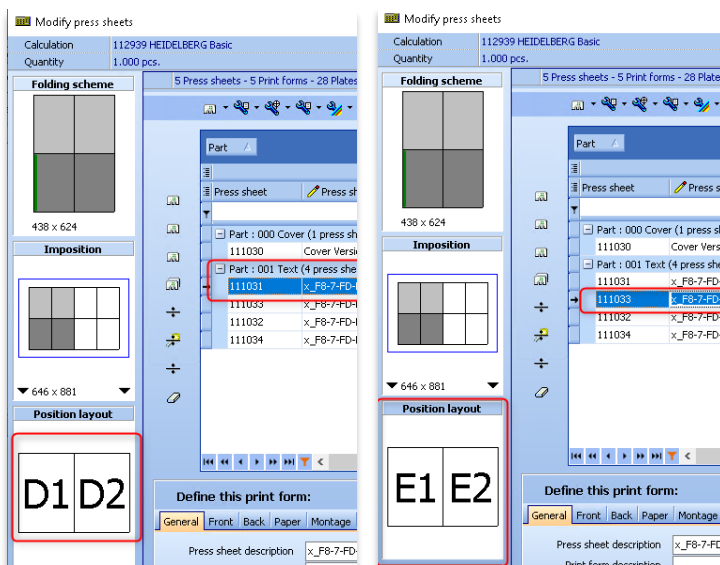 Modify press sheets
Calculation 112939 HEIDELBERG Basic
Quantity 1.000 pcs.
Folding scheme
5 Press sheets - 5 Print forms - 28 Plates
438 x 624
Imposition
646 x 881
Position layout
D1 D2
Part
Press sheet Press sh
Part : 000 Cover (1 press sh
111030 Cover Versi
Part : 001 Text (4 press she
111031 x_F8-7-FD-
111033 x_F8-7-FD-
111032 x_F8-7-FD-
111034 x_F8-7-FD-
Define this print form:
General Front Back Paper Montage
Press sheet description x_F8-7-FD-
Modify press sheets
Calculation 112939 HEIDELBERG Basic
Quantity 1.000 pcs.
Folding scheme
5 Press sheets - 5 Print forms - 28 Plate
438 x 624
Imposition
646 x 881
Position layout
E1 E2
Part
Press sheet Press s
Part : 000 Cover (1 press sh
111030 Cover Vers
Part : 001 Text (4 press she
111031 x_F8-7-FD-
111033 x_F8-7-FD-
111032 x_F8-7-FD-
111034 x_F8-7-FD-
Define this print form:
General Front Back Paper Montage
Press sheet description x_F8-7-FD
Print form description